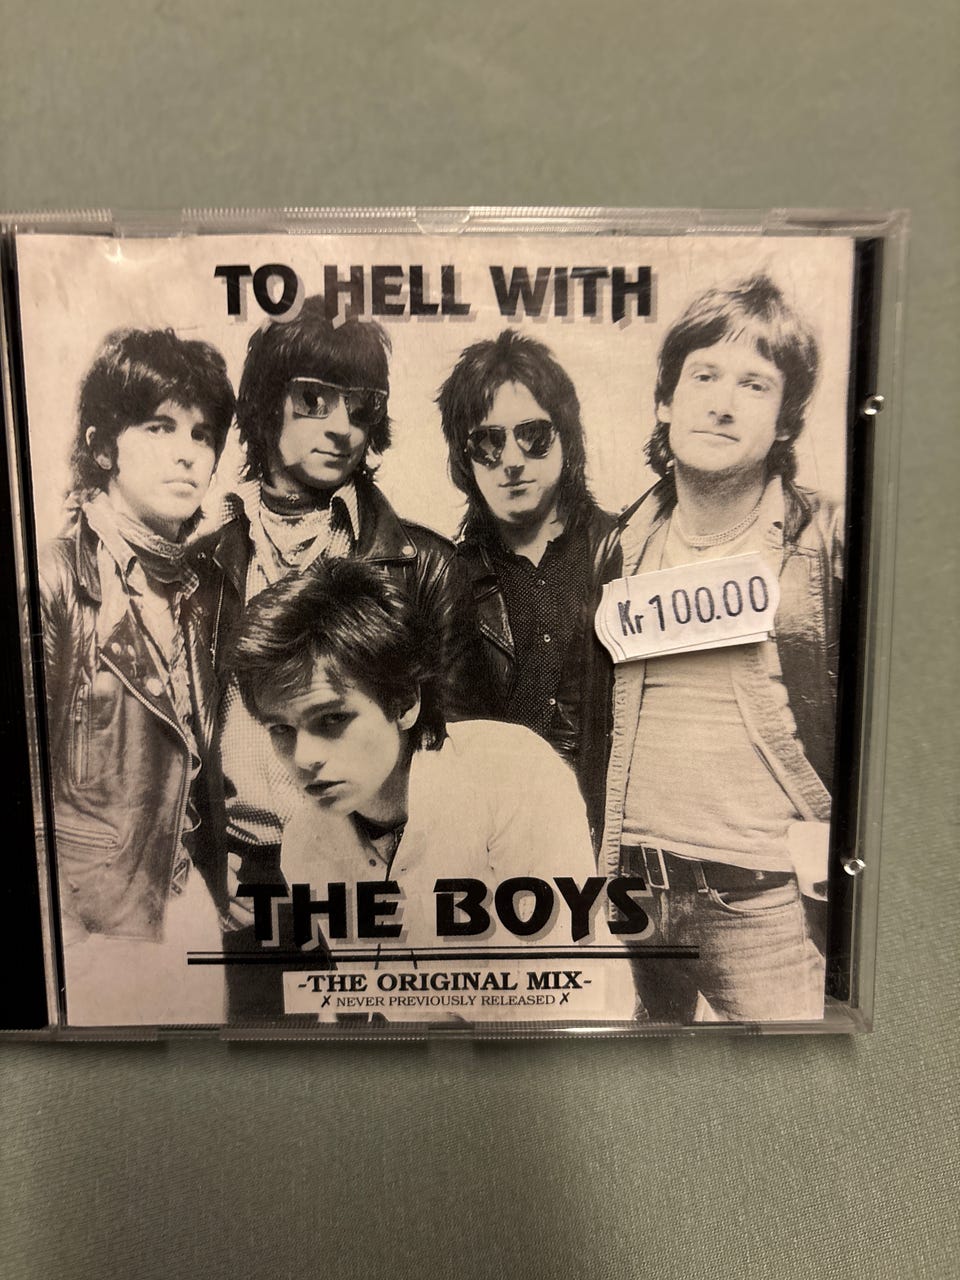 TO HELL WITH
Kr 100.00
THE BOYS
-THE ORIGINAL MIX-
✗ NEVER PREVIOUSLY RELEASED ✗